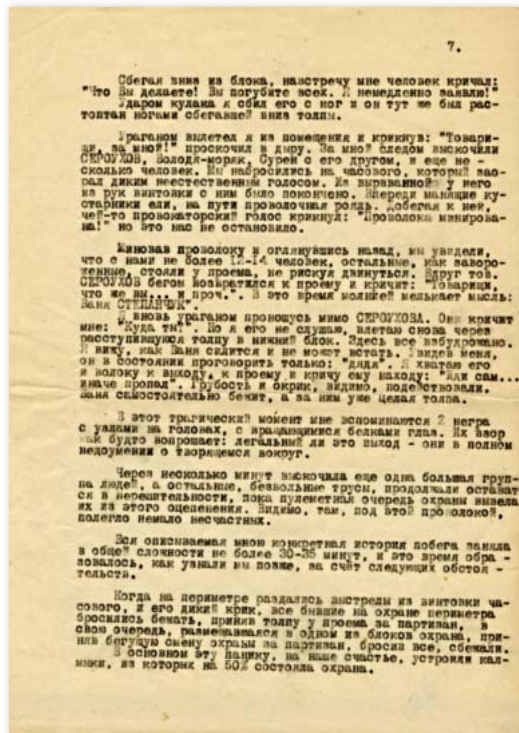 7.
Сбегая вниз из блока, навстречу мне человек кричал:
"Что Вы делаете! Вы погубите всех. Я немедленно заявлю!"
Ударом кулака я сбил его с ног и он тут же был рас-
топтан ногами сбегавшей вниз толпы.
Ураганом вылетел я из помещения и крикнув: "Товари-
щи, за мной!" проскочил в дыру. За мной следом выскочили
СЕРОУХОВ, Володя-моряк, Сурен с его другом, и еще не -
сколько человек. Мы набросились на часового, который зао-
рал диким неестественным голосом. Из вырванной у него
из рук винтовки с ним было покончено. Впереди манящие ку-
старники ели, на пути проволочная рояль. Добегая к ней,
чей-то провокаторский голос крикнул: "Проволока минирова-
на!" но это нас не остановило.
Миновав проволоку и оглянувшись назад, мы увидели,
что с нами не более 12-14 человек, остальные, как заворо-
женные, стояли у проема, не рискуя двинуться. Вдруг тов.
СЕРОУХОВ бегом возвратился к проему и кричит: "Товарищи,
что же вы... и проч.". В это время молнией мелькает мысль:
Ваня СТЕПАНЧУК".
Я вновь ураганом проношусь мимо СЕРОУХОВА. Он кричит
мне: "Куда ты!". Но я его не слушаю, влетаю снова через
расступившуюся толпу в нижний блок. Здесь все взбудоражено.
Я вижу, как Ваня силится и не может встать. Увидев меня,
он в состоянии проговорить только: "дядя". Я хватаю его
и волоку к выходу, к проему и кричу ему находу: "Иди сам...
иначе пропал". Грубость и окрик, видимо, подействовали.
Ваня самостоятельно бежит, а за ним уже целая толпа.
В этот трагический момент мне вспоминаются 2 негра
с узлами на головах, с вращающимися белками глаз. Их взор
как будто вопрошает: легальный ли это выход - они в полном
недоумении о творящемся вокруг.
Через несколько минут выскочила еще одна большая груп-
па людей, а остальные, безвольные трусы, продолжали остават
ся в нерешительности, пока пулеметная очередь охраны вывела
их из этого оцепенения. Видимо, там, под этой проволокой,
полегло немало несчастных.
Вся описываемая мною конкретная история побега заняла
в общей сложности не более 30-35 минут, и это время обра -
зовалось, как узнали мы позже, за счёт следующих обстоя -
тельств.
Когда на периметре раздались выстрелы из винтовки ча-
сового, и его дикий крик, все бывшие на охране периметра
бросились бежать, приняв толпу у проема за партизан, в
свою очередь, размещавшаяся в одном из блоков охрана, при-
няв бегущую смену охраны за партизан, бросив все, сбежали.
В основном эту панику, на наше счастье, устроили кал-
мыки, из которых на 50% состояла охрана.